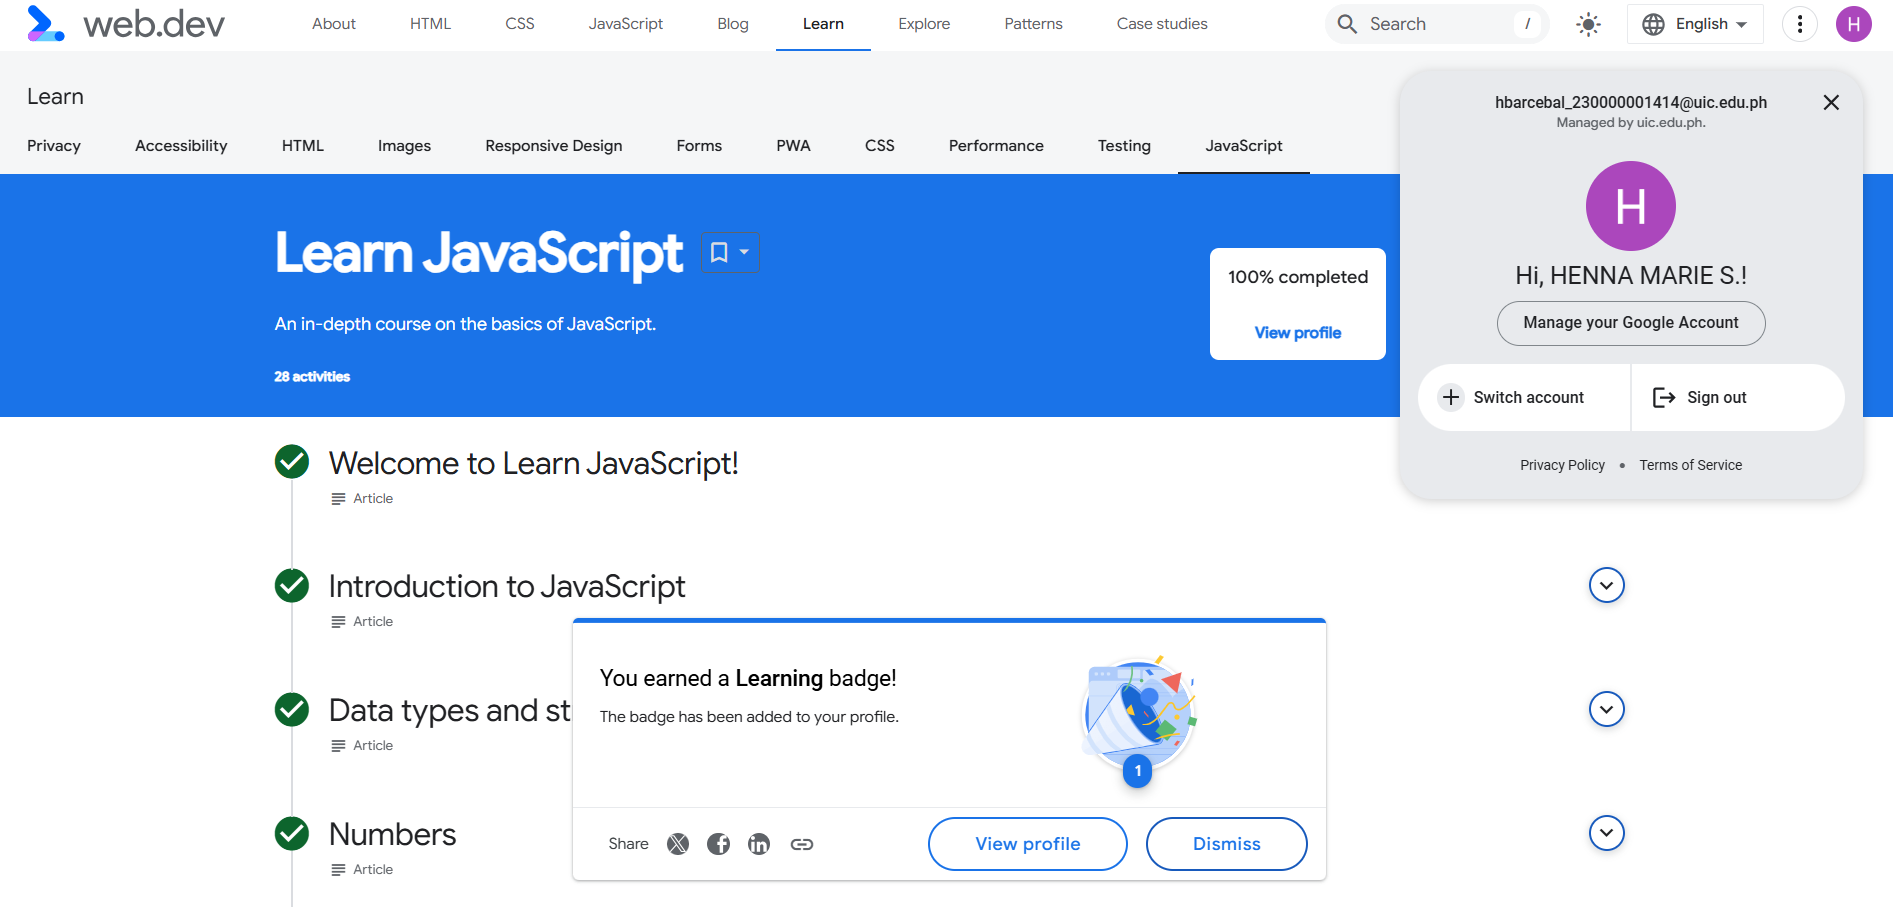 web.dev
About HTML CSS JavaScript Blog Learn Explore Patterns Case studies
Search /
English
H
Learn
Privacy Accessibility HTML Images Responsive Design Forms PWA CSS Performance Testing JavaScript
hbarcebal_230000001414@uic.edu.ph
Managed by uic.edu.ph.
H
Hi, HENNA MARIE S.!
Manage your Google Account
Switch account
Sign out
Privacy Policy • Terms of Service
Learn JavaScript
An in-depth course on the basics of JavaScript.
28 activities
100% completed
View profile
Welcome to Learn JavaScript!
Article
Introduction to JavaScript
Article
Data types and st
Article
Numbers
Article
You earned a Learning badge!
The badge has been added to your profile.
1
Share
View profile
Dismiss